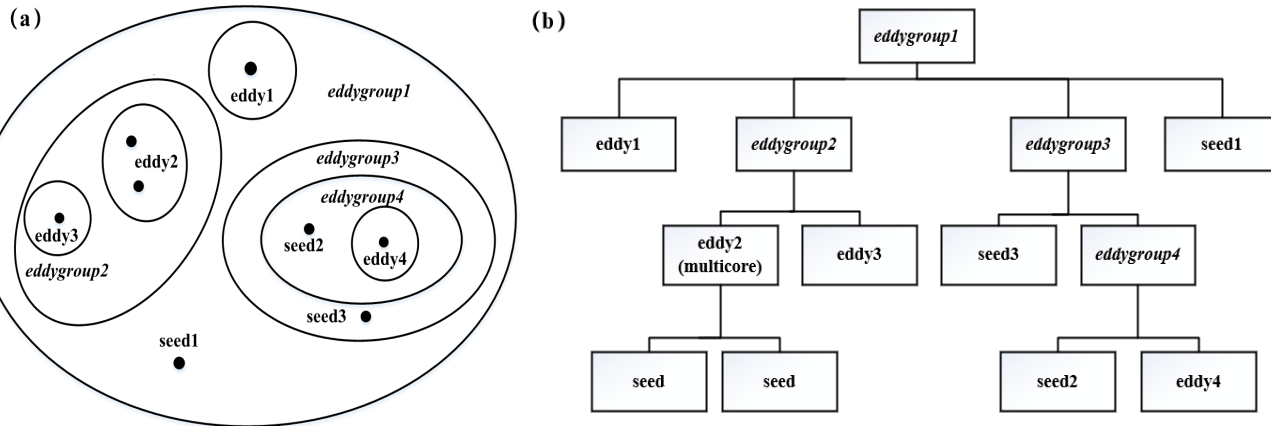 (a)
eddy1
eddygroup1
eddy2
eddy3
eddygroup2
eddygroup3
eddygroup4
seed2
eddy4
seed3
seed1
(b)
eddygroup1
eddy1
eddygroup2
eddygroup3
seed1
eddy2
(multicore)
eddy3
seed3
eddygroup4
seed
seed
seed2
eddy4